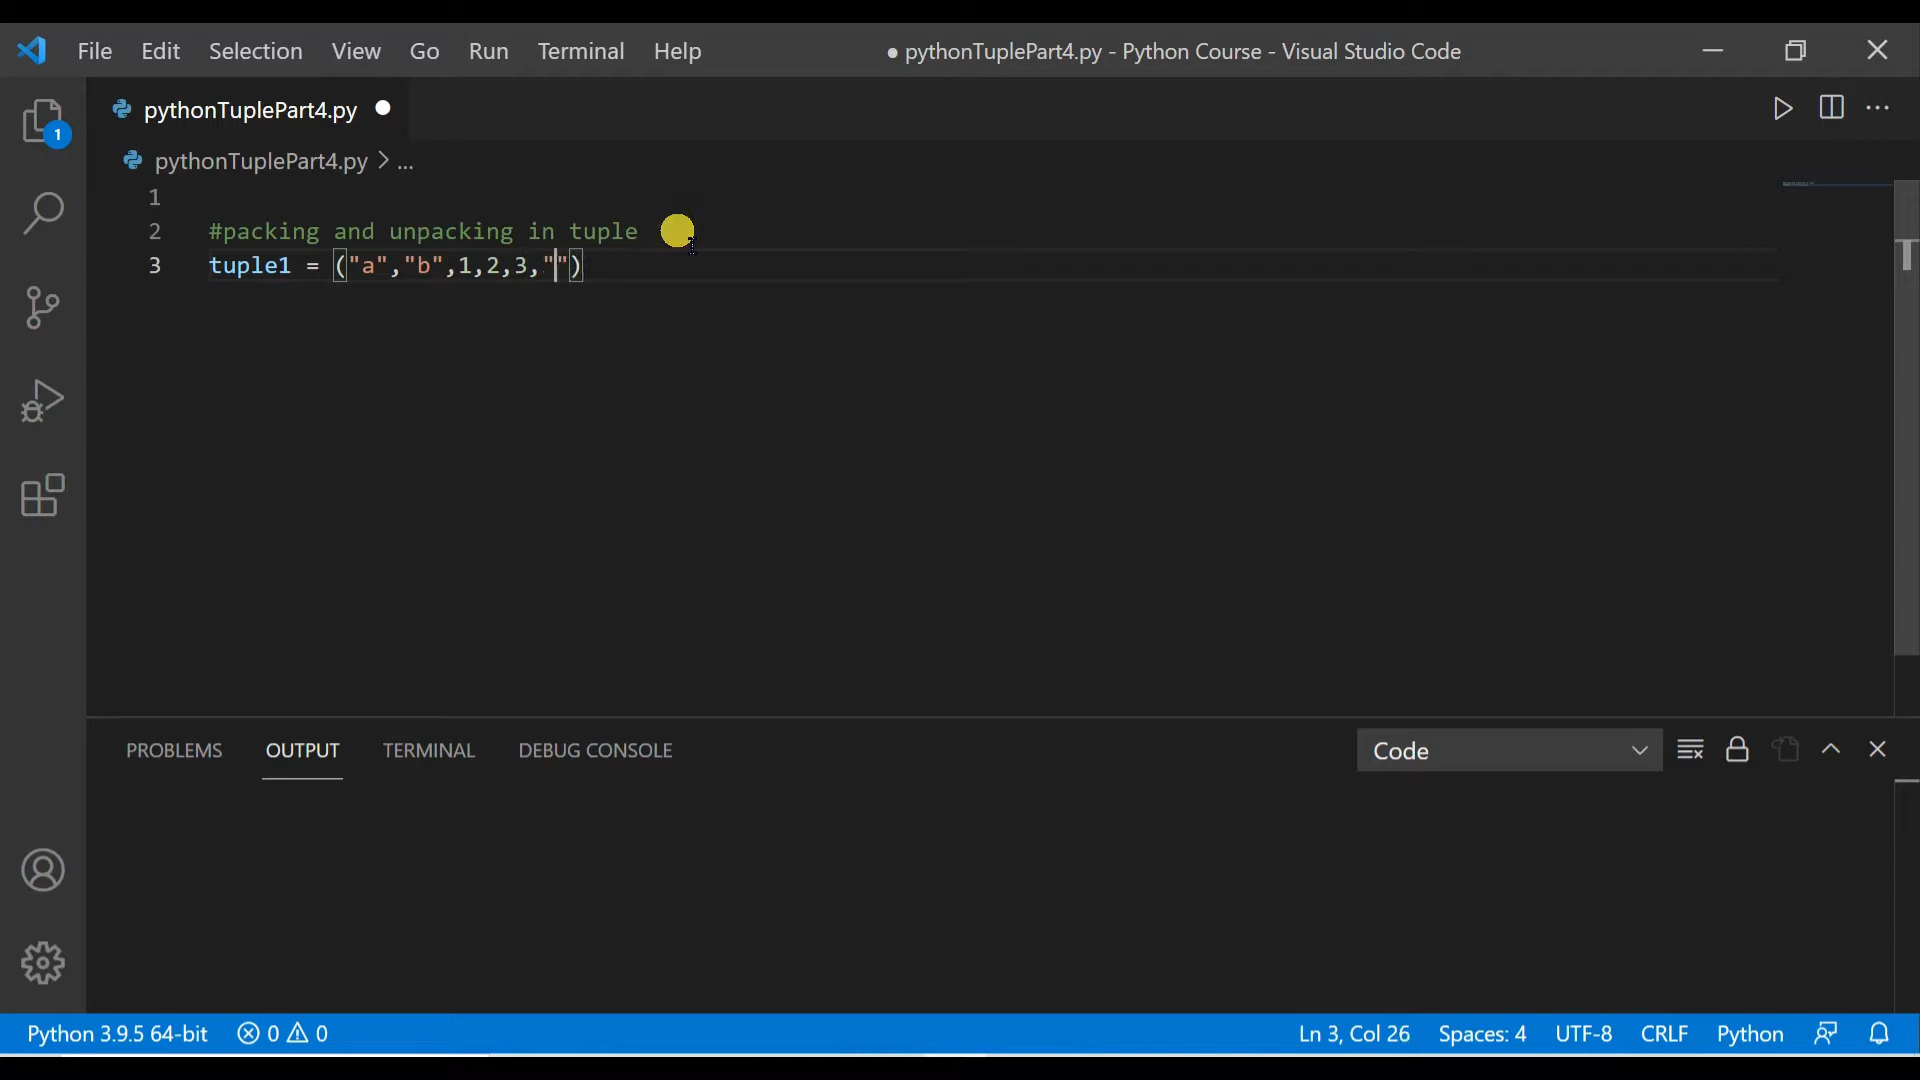 File Edit Selection View Go Run Terminal Help ● pythonTuplePart4.py - Python Course - Visual Studio Code
pythonTuplePart4.py
1
pythonTuplePart4.py > ...
1
2 #packing and unpacking in tuple
3 tuple1 = ("a","b",1,2,3,"")
PROBLEMS OUTPUT TERMINAL DEBUG CONSOLE Code
Python 3.9.5 64-bit 0 0 Ln 3, Col 26 Spaces: 4 UTF-8 CRLF Python